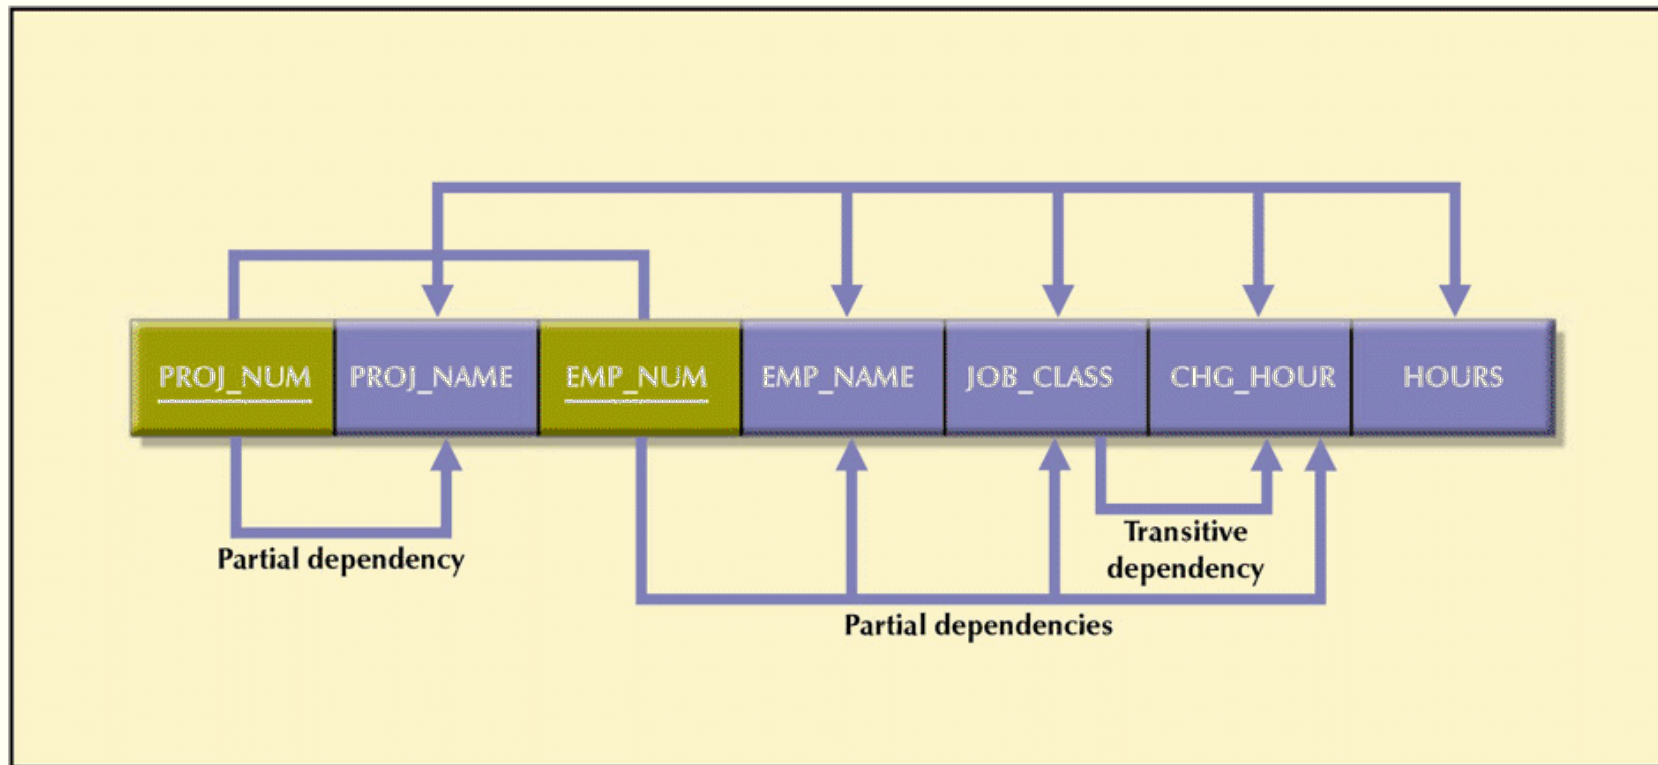 PROJ_NUM
PROJ_NAME
EMP_NUM
EMP_NAME
JOB_CLASS
CHG_HOUR
HOURS
Partial dependency
Transitive
dependency
Partial dependencies